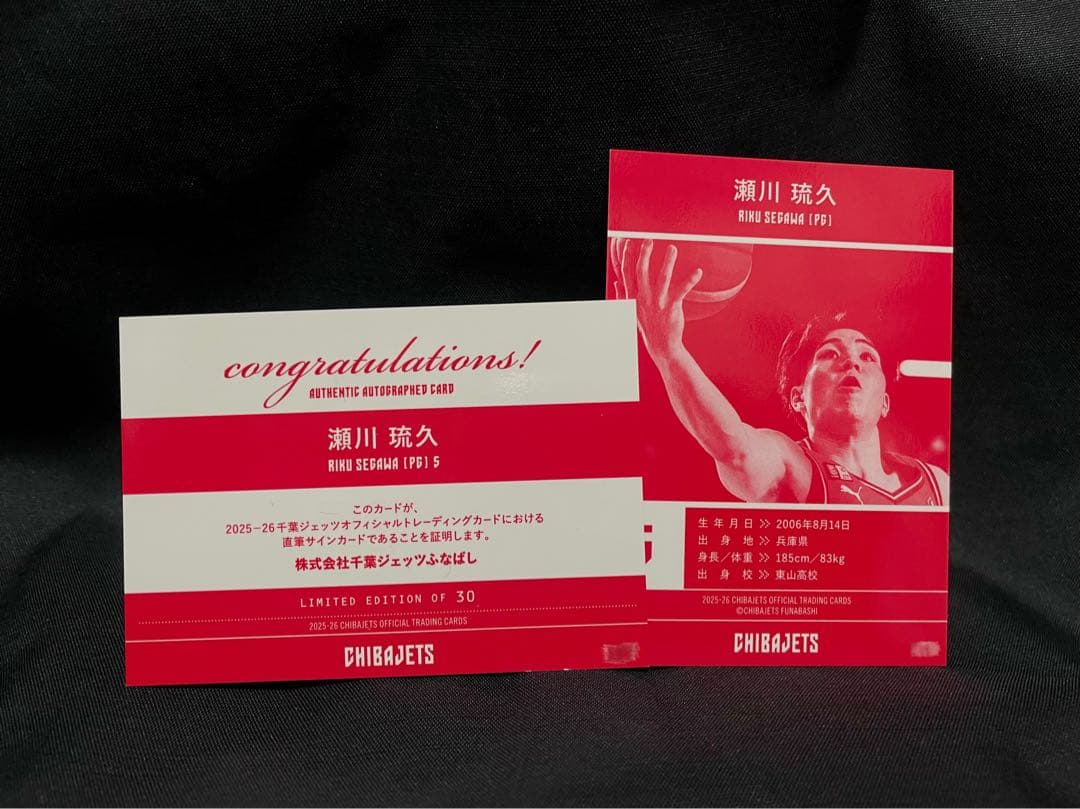 congratulations!
AUTHENTIC AUTOGRAPHED CARD
瀬川 琉久
RIKU SEGAWA [PG] 5
このカードが、
2025-26千葉ジェッツオフィシャルトレーディングカードにおける
直筆サインカードであることを証明します。
株式会社千葉ジェッツふなばし
LIMITED EDITION OF 30
2025-26 CHIBAJETS OFFICIAL TRADING CARDS
CHIBAJETS
瀬川 琉久
RIKU SEGAWA [PG]
生年月日 >> 2006年8月14日
出身地 >> 兵庫県
身長/体重 >> 185cm/83kg
出身校 >> 東山高校
2025-26 CHIBAJETS OFFICIAL TRADING CARDS
©CHIBAJETS FUNABASHI
CHIBAJETS